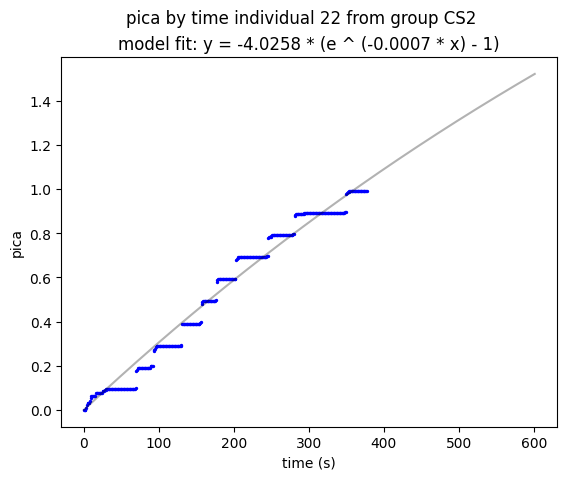 pica by time individual 22 from group CS2
model fit: y = -4.0258 * (e ^ (-0.0007 * x) - 1)
1.4
1.2
1.0
0.8
0.6
0.4
0.2
0.0
pica
0 100 200 300 400 500 600
time (s)